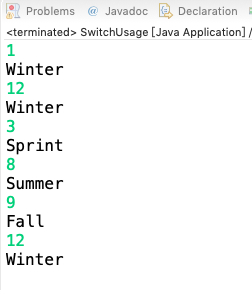 Problems @ Javadoc Declaration
<terminated> SwitchUsage [Java Application] /
1
Winter
12
Winter
3
Sprint
8
Summer
9
Fall
12
Winter